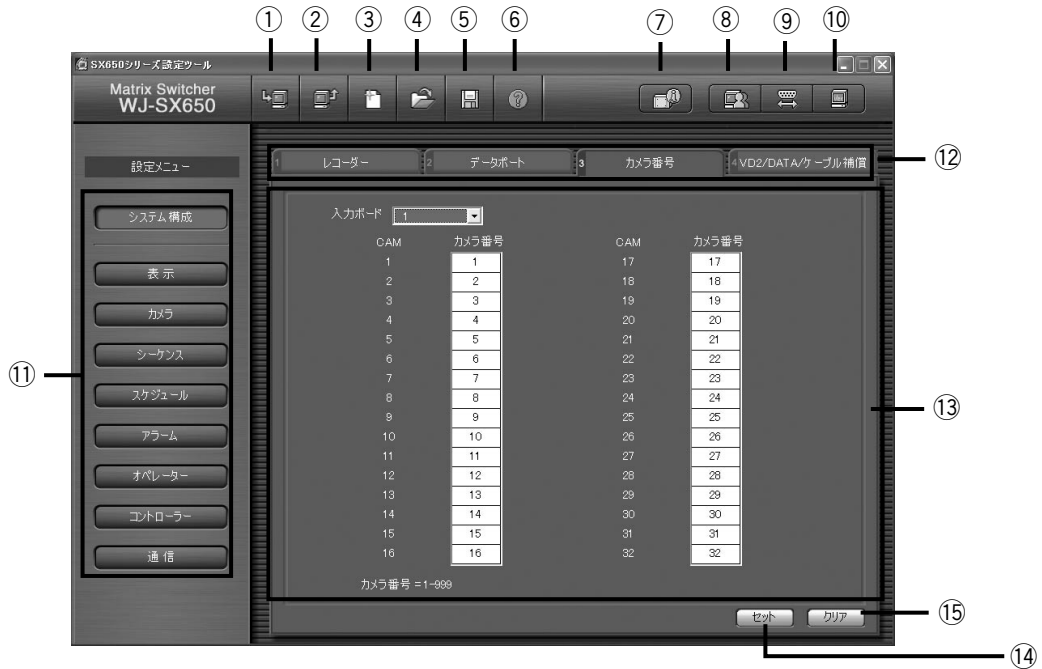 ① ② ③ ④ ⑤ ⑥ ⑦ ⑧ ⑨ ⑩
SX650シリーズ設定ツール
Matrix Switcher
WJ-SX650
設定メニュー
1 レコーダー 2 データポート 3 カメラ番号 4 VD2/DATA/ケーブル補償
⑫
システム構成
表示
カメラ
シーケンス
スケジュール
アラーム
オペレーター
コントローラー
通信
⑪
入力ボード 1
CAM カメラ番号 CAM カメラ番号
1 1 17 17
2 2 18 18
3 3 19 19
4 4 20 20
5 5 21 21
6 6 22 22
7 7 23 23
8 8 24 24
9 9 25 25
10 10 26 26
11 11 27 27
12 12 28 28
13 13 29 29
14 14 30 30
15 15 31 31
16 16 32 32
カメラ番号 =1-999
⑬
セット クリア
⑮
⑭